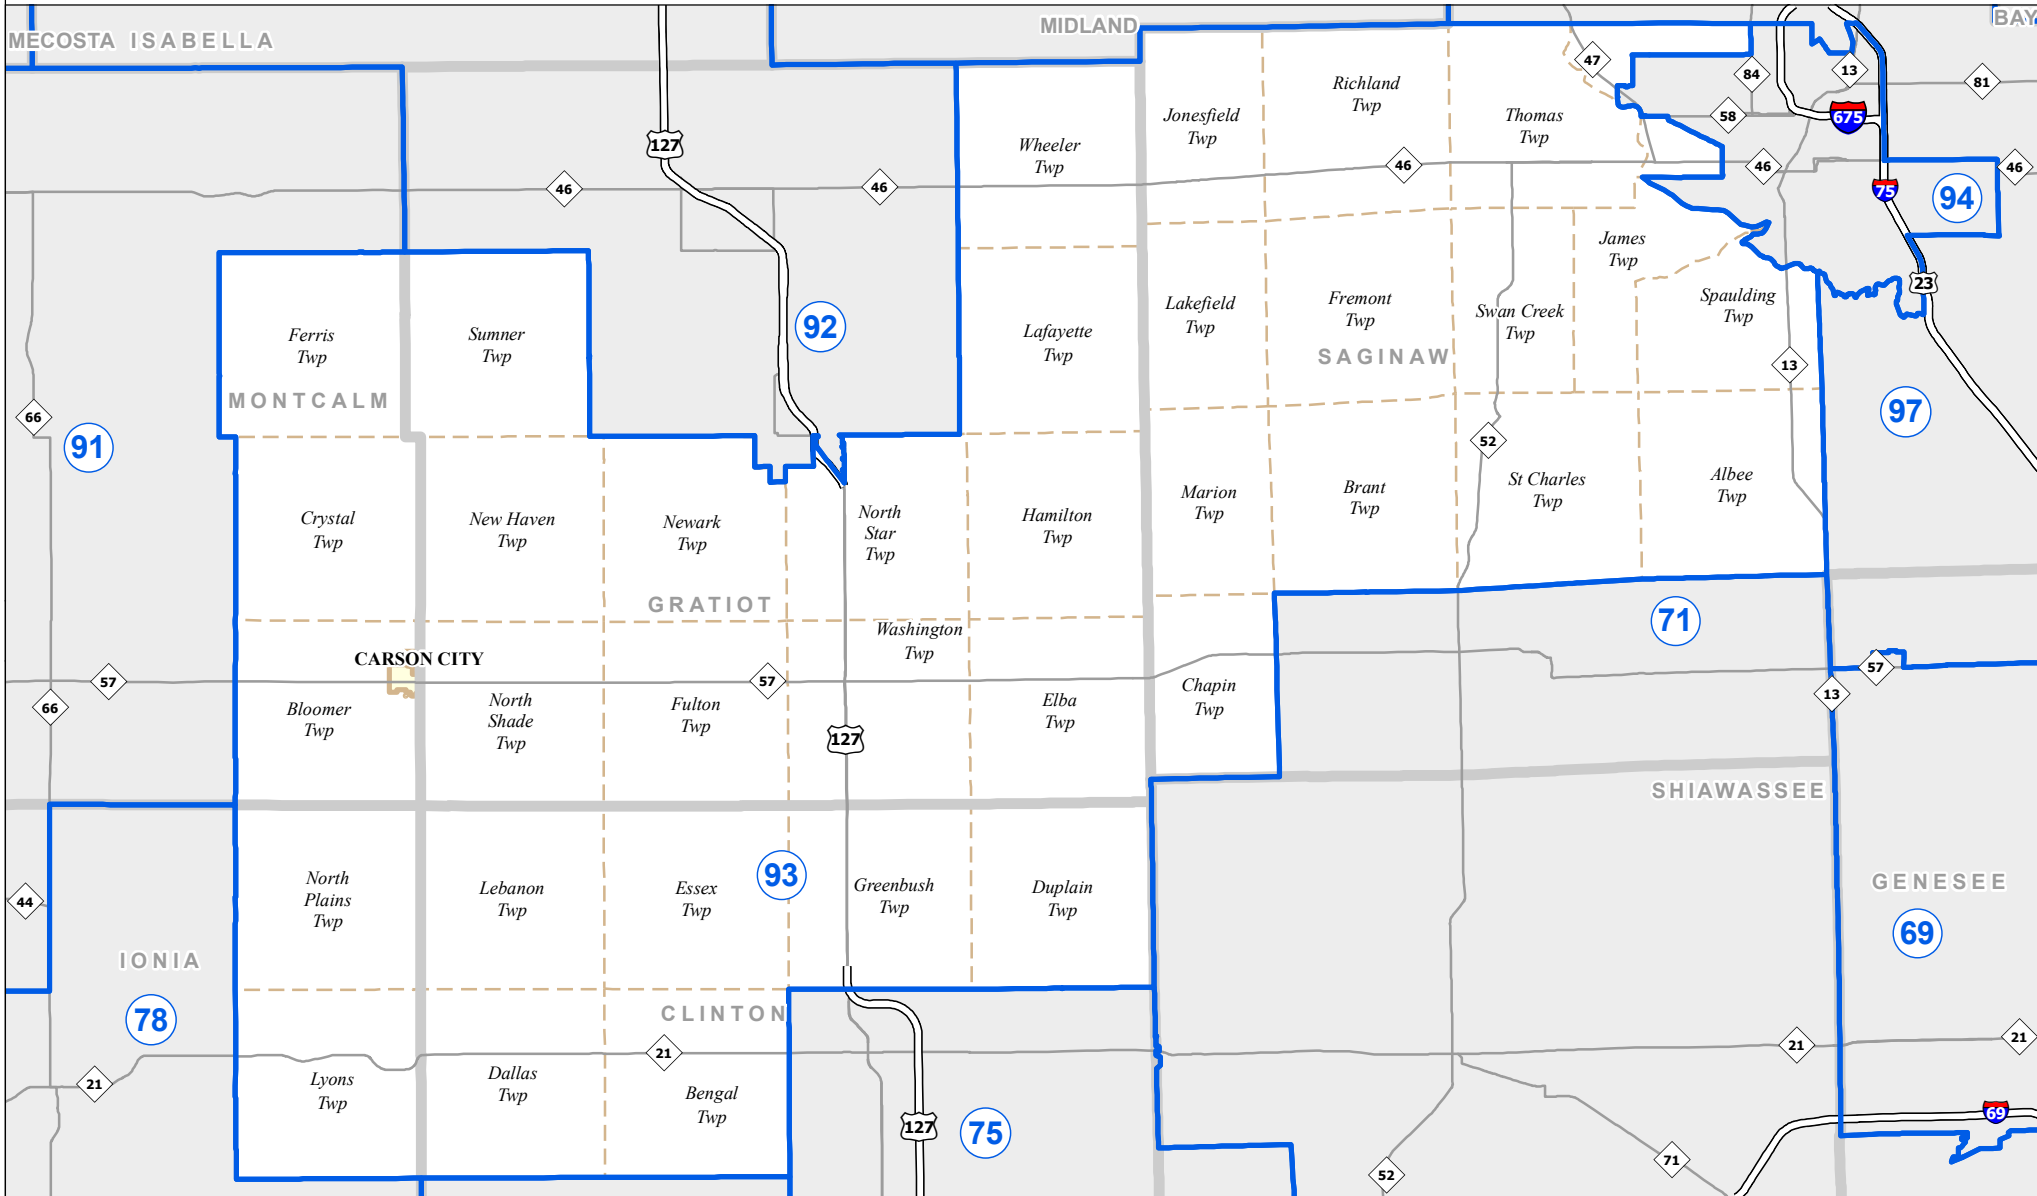 MECOSTA ISABELLA
MIDLAND
BAY
47
84
13
81
127
Richland
Twp
Jonesfield
Twp
Thomas
Twp
58
675
Wheeler
Twp
46
46
46
46
46
75
94
James
Twp
23
Ferris
Twp
Sumner
Twp
92
Lafayette
Twp
Lakefield
Twp
Fremont
Twp
Swan Creek
Twp
Spaulding
Twp
SAGINAW
13
MONTCALM
66
91
97
52
Crystal
Twp
New Haven
Twp
Newark
Twp
North
Star
Twp
Hamilton
Twp
Marion
Twp
Brant
Twp
St Charles
Twp
Albee
Twp
GRATIOT
71
Washington
Twp
CARSON CITY
57
57
57
66
13
Bloomer
Twp
North
Shade
Twp
Fulton
Twp
127
Elba
Twp
Chapin
Twp
SHIAWASSEE
North
Plains
Twp
Lebanon
Twp
Essex
Twp
93
Greenbush
Twp
Duplain
Twp
GENESEE
44
69
IONIA
78
CLINTON
21
21
21
21
Lyons
Twp
Dallas
Twp
Bengal
Twp
127
75
69
71
52